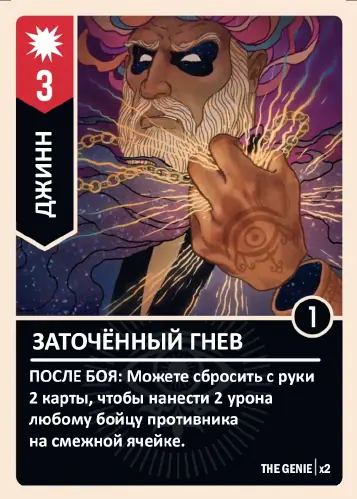 3
ДЖИНН
1
ЗАТОЧЁННЫЙ ГНЕВ
ПОСЛЕ БОЯ: Можете сбросить с руки
2 карты, чтобы нанести 2 урона
любому бойцу противника
на смежной ячейке.
THE GENIE | x2